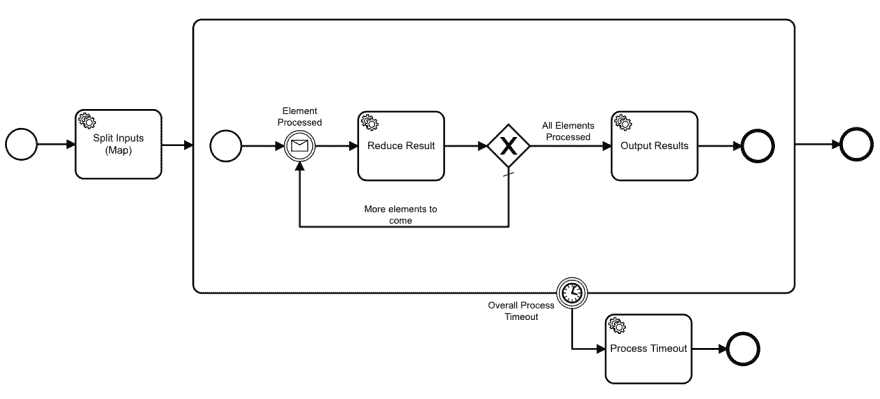 Split Inputs
(Map)
Element
Processed
Reduce Result
All Elements
Processed
Output Results
More elements to
come
Overall Process
Timeout
Process Timeout